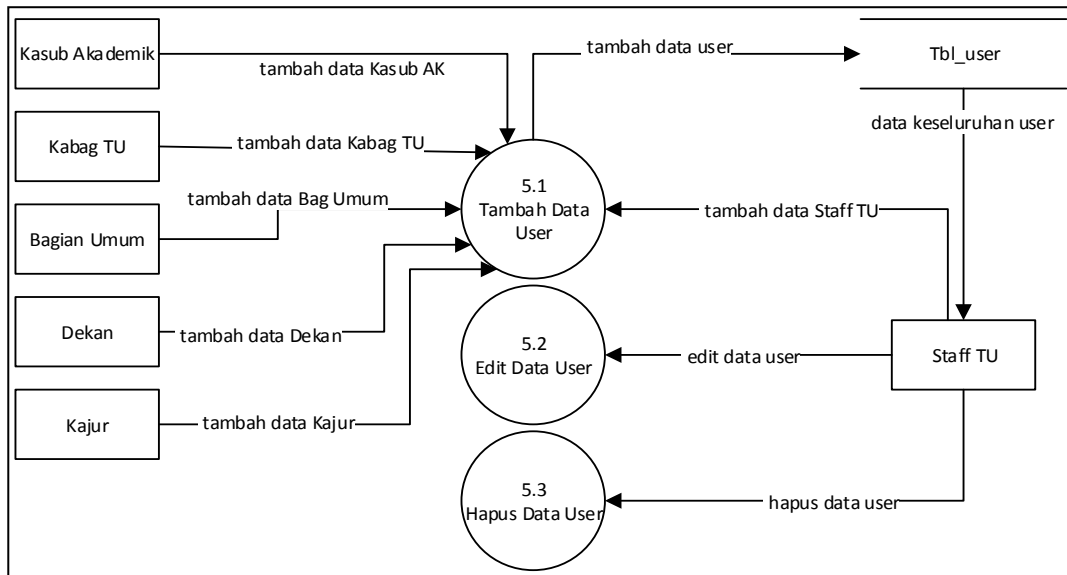 Kasub Akademik
tambah data Kasub AK
tambah data user
Tbl_user
data keseluruhan user
Kabag TU
tambah data Kabag TU
5.1
Tambah Data
User
tambah data Bag Umum
tambah data Staff TU
Bagian Umum
Dekan
tambah data Dekan
5.2
Edit Data User
edit data user
Staff TU
Kajur
tambah data Kajur
5.3
Hapus Data User
hapus data user